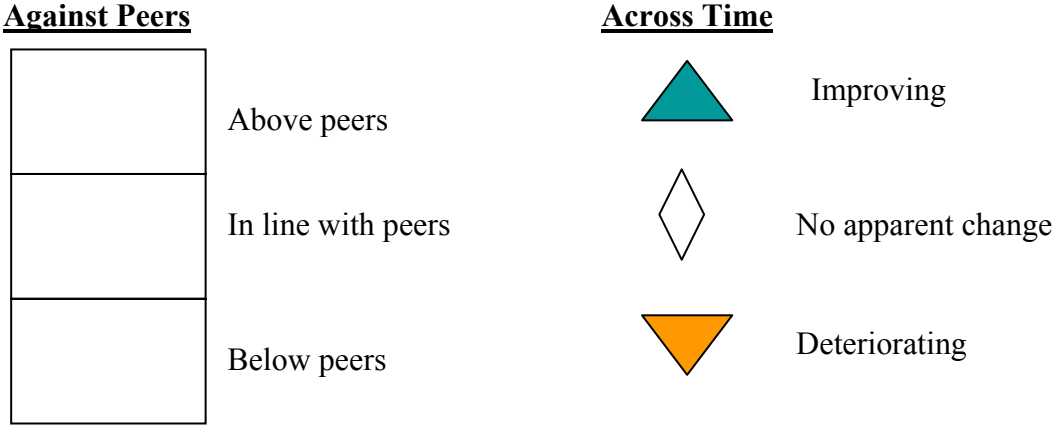 Against Peers
Above peers
In line with peers
Below peers
Across Time
Improving
No apparent change
Deteriorating